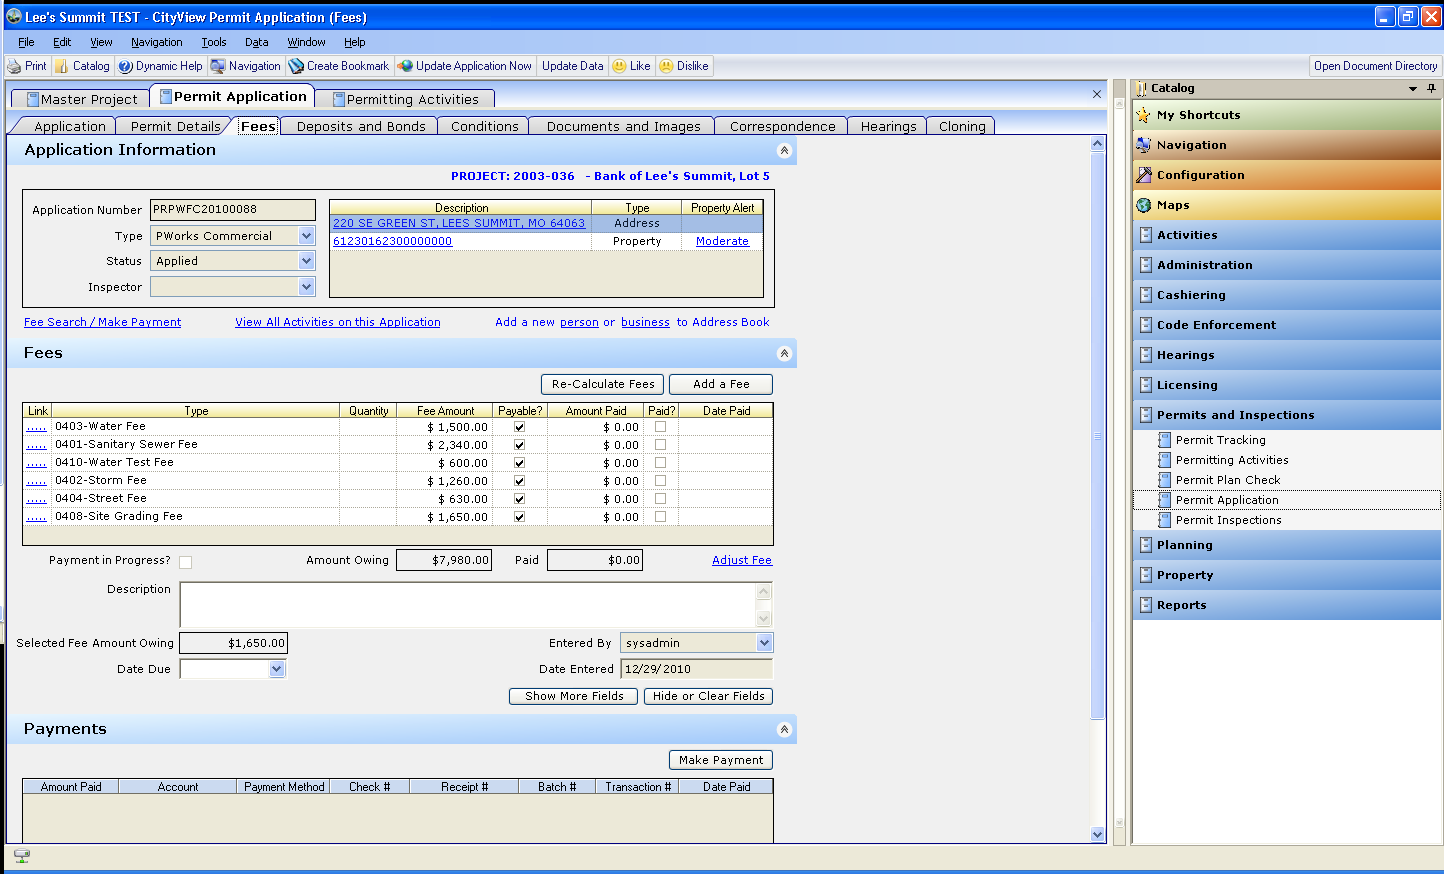 Lee's Summit TEST - CityView Permit Application (Fees)
File Edit View Navigation Tools Data Window Help
Print Catalog Dynamic Help Navigation Create Bookmark Update Application Now Update Data Like Dislike Open Document Directory
Master Project Permit Application Permitting Activities
Application Permit Details Fees Deposits and Bonds Conditions Documents and Images Correspondence Hearings Cloning
Application Information
PROJECT: 2003-036 - Bank of Lee's Summit, Lot 5
Application Number PRPWFC20100088
Type PWorks Commercial
Status Applied
Inspector
Description Type Property Alert
220 SE GREEN ST, LEES SUMMIT, MO 64063 Address
61230162300000000 Property Moderate
Fee Search / Make Payment View All Activities on this Application Add a new person or business to Address Book
Fees
Re-Calculate Fees Add a Fee
Link Type Quantity Fee Amount Payable? Amount Paid Paid? Date Paid
..... 0403-Water Fee $ 1,500.00 $ 0.00
..... 0401-Sanitary Sewer Fee $ 2,340.00 $ 0.00
..... 0410-Water Test Fee $ 600.00 $ 0.00
..... 0402-Storm Fee $ 1,260.00 $ 0.00
..... 0404-Street Fee $ 630.00 $ 0.00
..... 0408-Site Grading Fee $ 1,650.00 $ 0.00
Payment in Progress? Amount Owing $7,980.00 Paid $0.00 Adjust Fee
Description
Selected Fee Amount Owing $1,650.00 Entered By sysadmin
Date Due Date Entered 12/29/2010
Show More Fields Hide or Clear Fields
Payments
Make Payment
Amount Paid Account Payment Method Check # Receipt # Batch # Transaction # Date Paid
Catalog
My Shortcuts
Navigation
Configuration
Maps
Activities
Administration
Cashiering
Code Enforcement
Hearings
Licensing
Permits and Inspections
Permit Tracking
Permitting Activities
Permit Plan Check
Permit Application
Permit Inspections
Planning
Property
Reports